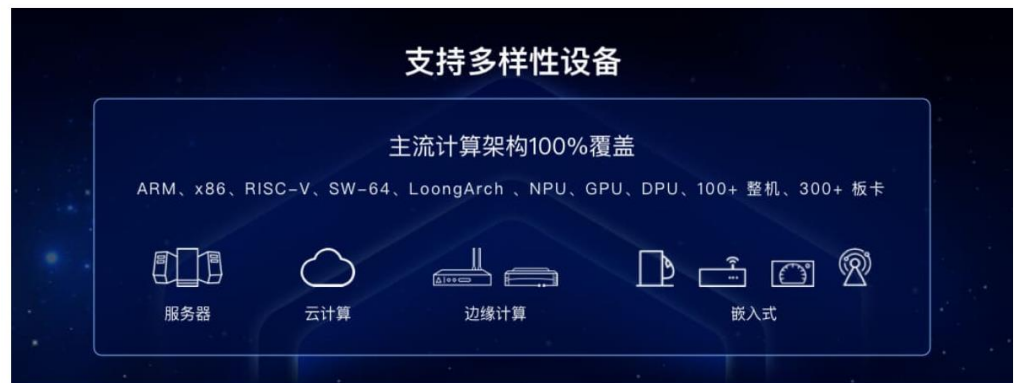 支持多样性设备
主流计算架构100%覆盖
ARM、x86、RISC-V、SW-64、LoongArch 、NPU、GPU、DPU、100+ 整机、300+ 板卡
服务器
云计算
边缘计算
嵌入式